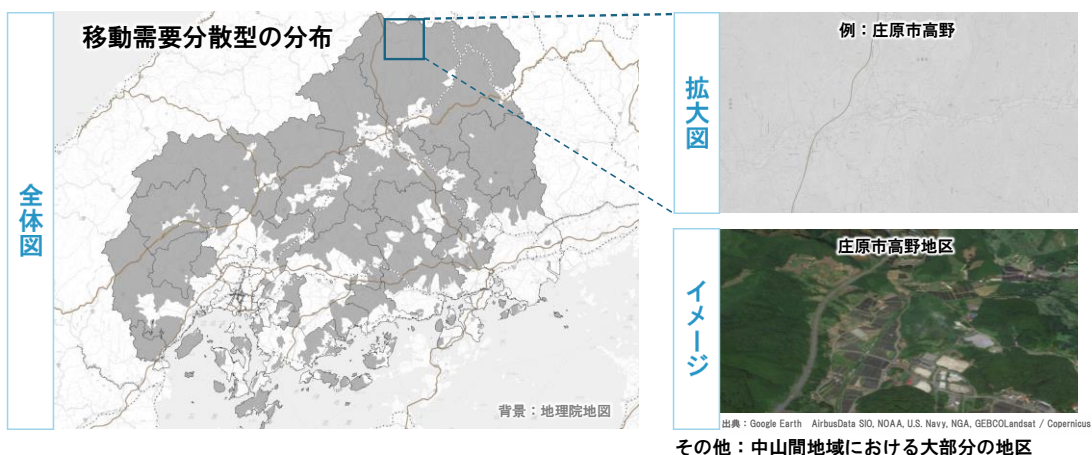 移動需要分散型の分布
全体図
背景：地理院地図
拡大図
例：庄原市高野
イメージ
庄原市高野地区
出典：Google Earth AirbusData SIO, NOAA, U.S. Navy, NGA, GEBCOLandsat / Copernicus
その他：中山間地域における大部分の地区